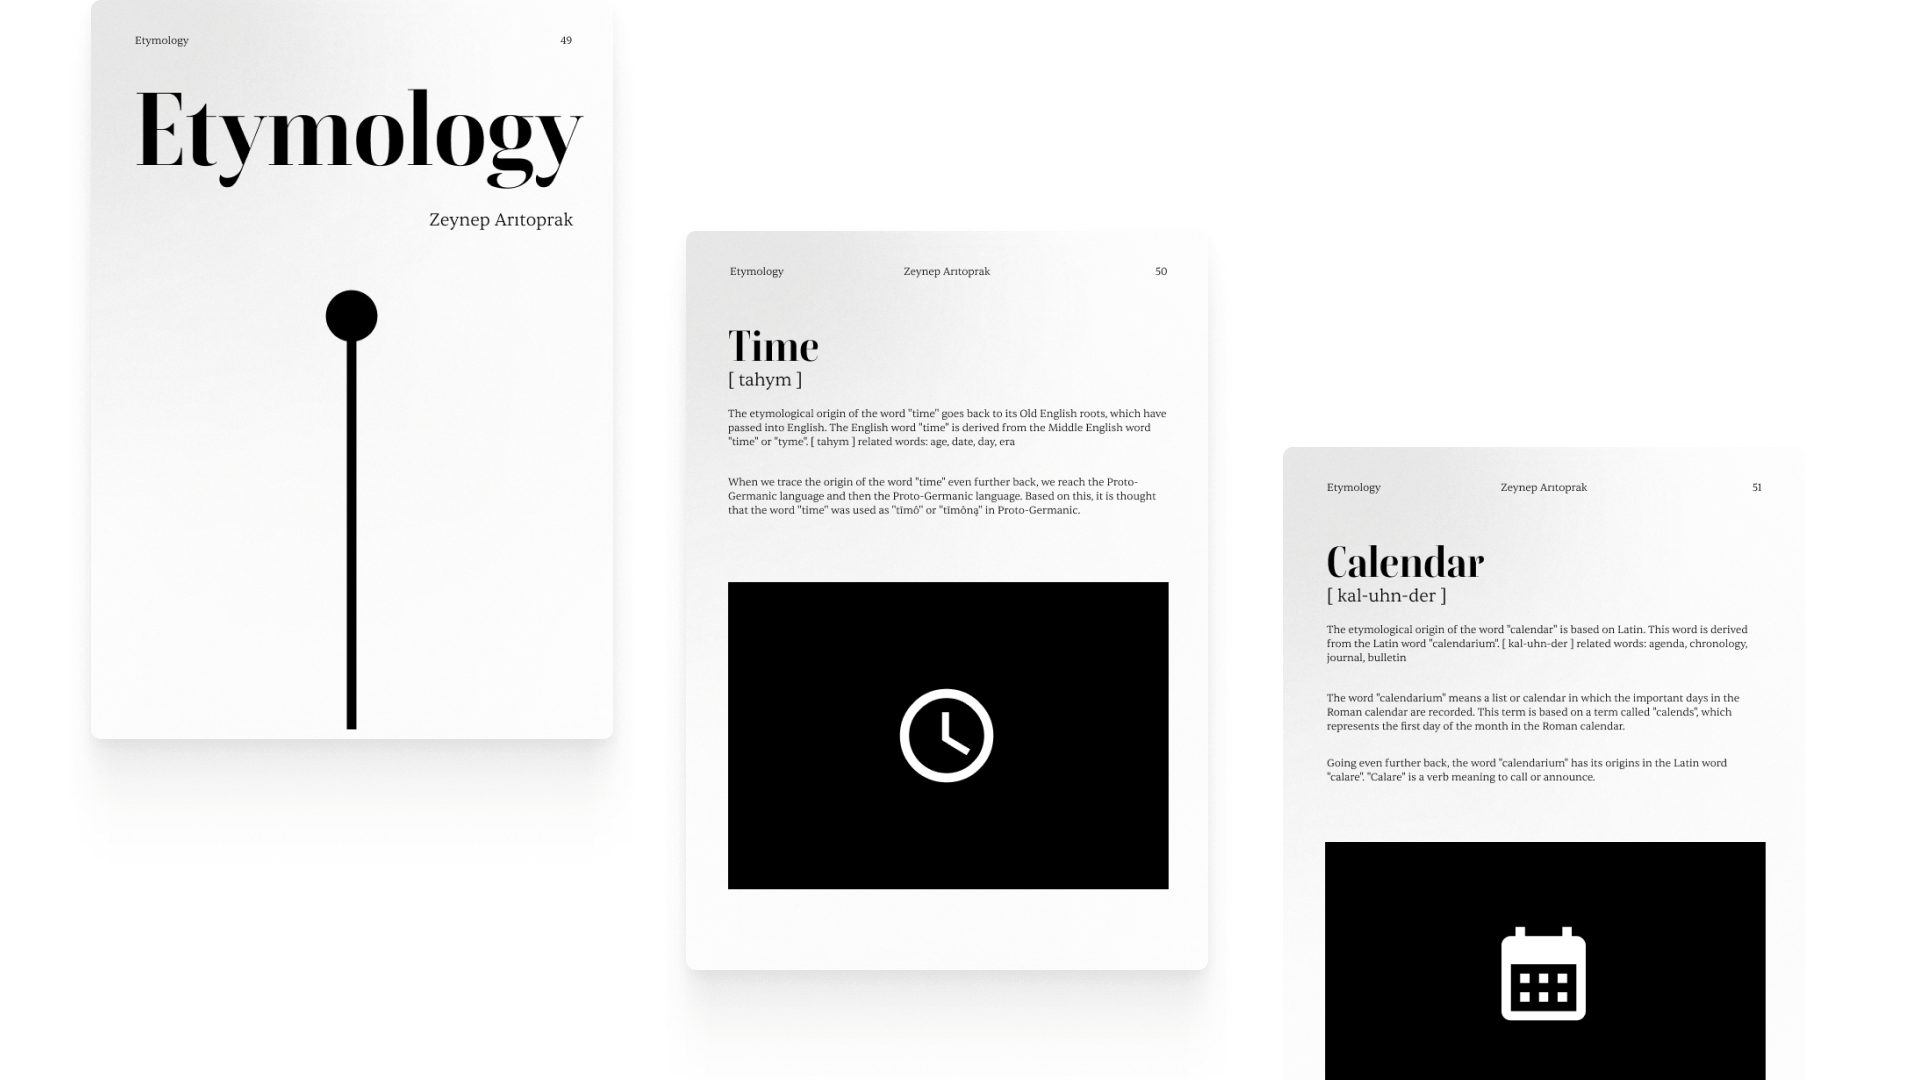 Etymology 49
Etymology
Zeynep Arıtoprak
Etymology Zeynep Arıtoprak 50
Time
[ tahym ]
The etymological origin of the word "time" goes back to its Old English roots, which have
passed into English. The English word "time" is derived from the Middle English word
"time" or "tyme". [ tahym ] related words: age, date, day, era
When we trace the origin of the word "time" even further back, we reach the Proto-
Germanic language and then the Proto-Germanic language. Based on this, it is thought
that the word "time" was used as "tīmô" or "tīmōną" in Proto-Germanic.
Etymology Zeynep Arıtoprak 51
Calendar
[ kal-uhn-der ]
The etymological origin of the word "calendar" is based on Latin. This word is derived
from the Latin word "calendarium". [ kal-uhn-der ] related words: agenda, chronology,
journal, bulletin
The word "calendarium" means a list or calendar in which the important days in the
Roman calendar are recorded. This term is based on a term called "calends", which
represents the first day of the month in the Roman calendar.
Going even further back, the word "calendarium" has its origins in the Latin word
"calare". "Calare" is a verb meaning to call or announce.